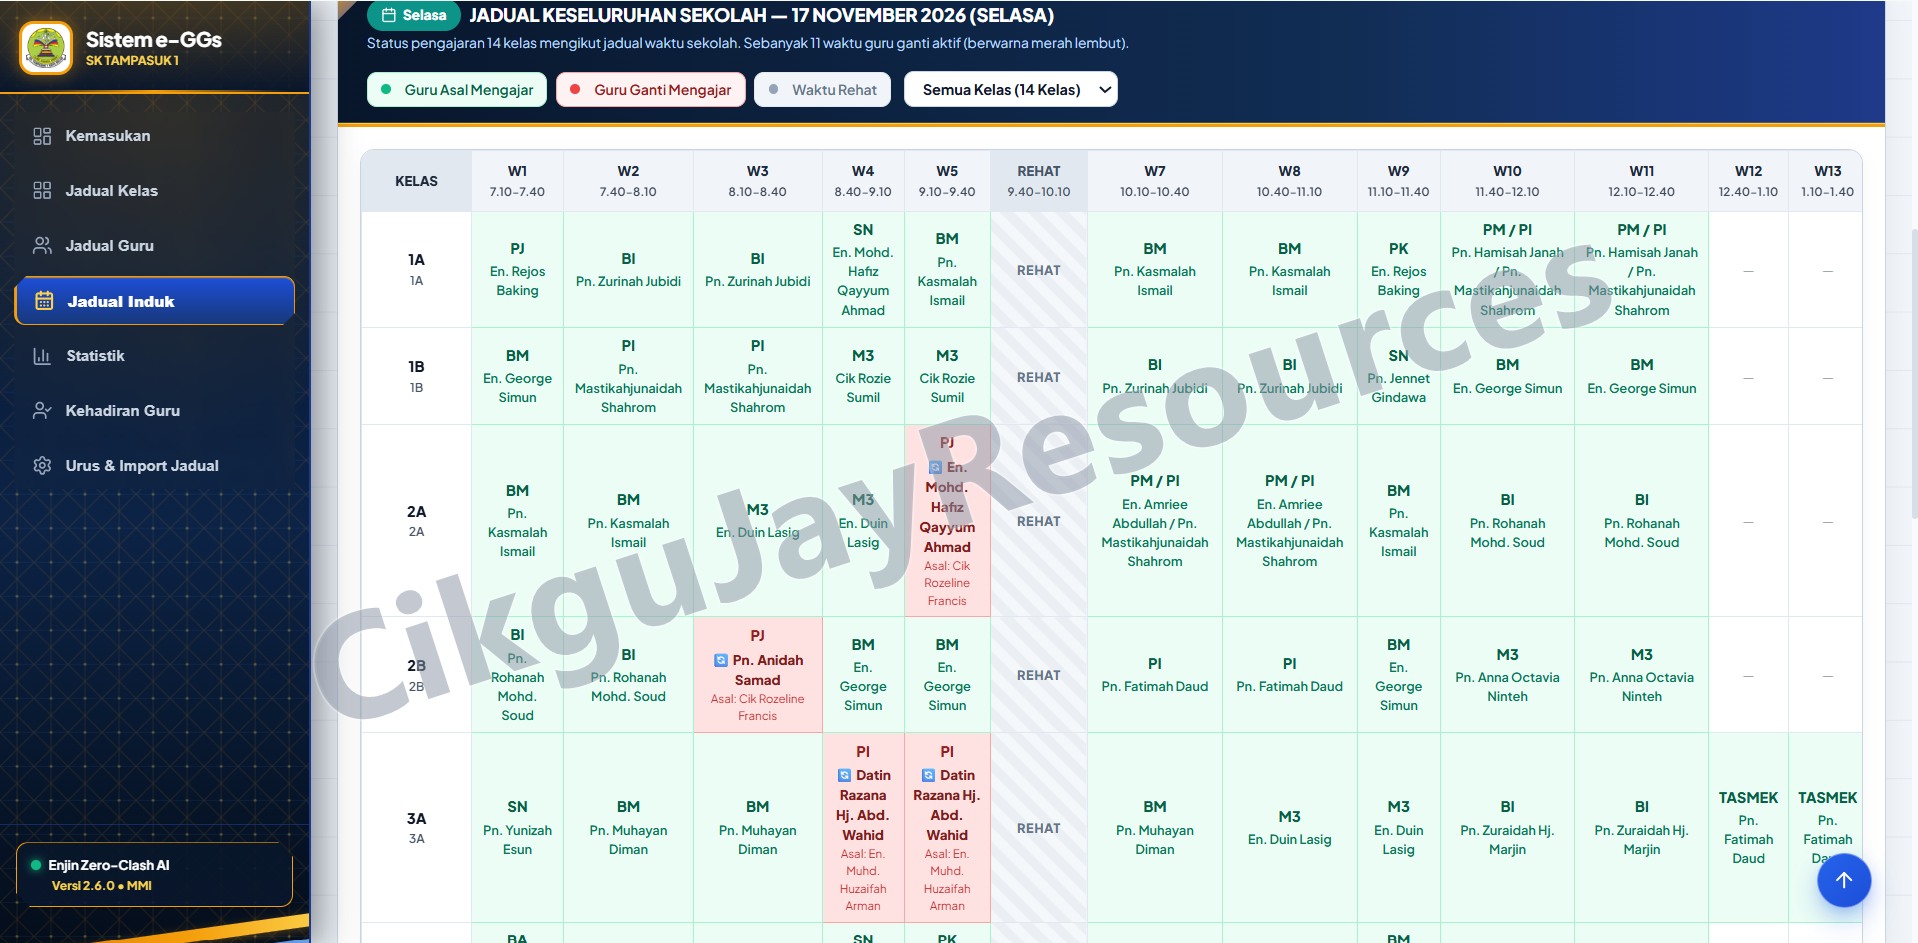 Sistem e-GGs
SK TAMPASUK 1
Kemasukan
Jadual Kelas
Jadual Guru
Jadual Induk
Statistik
Kehadiran Guru
Urus & Import Jadual
Enjin Zero-Clash AI
Versi 2.6.0 • MMI
Selasa
JADUAL KESELURUHAN SEKOLAH — 17 NOVEMBER 2026 (SELASA)
Status pengajaran 14 kelas mengikut jadual waktu sekolah. Sebanyak 11 waktu guru ganti aktif (berwarna merah lembut).
Guru Asal Mengajar
Guru Ganti Mengajar
Waktu Rehat
Semua Kelas (14 Kelas)
KELAS
W1
7.10-7.40
W2
7.40-8.10
W3
8.10-8.40
W4
8.40-9.10
W5
9.10-9.40
REHAT
9.40-10.10
W7
10.10-10.40
W8
10.40-11.10
W9
11.10-11.40
W10
11.40-12.10
W11
12.10-12.40
W12
12.40-1.10
W13
1.10-1.40
1A
1A
PJ
En. Rejos
Baking
BI
Pn. Zurinah Jubidi
BI
Pn. Zurinah Jubidi
SN
En. Mohd.
Hafiz
Qayyum
Ahmad
BM
Pn.
Kasmalah
Ismail
REHAT
BM
Pn. Kasmalah
Ismail
BM
Pn. Kasmalah
Ismail
PK
En. Rejos
Baking
PM / PI
Pn. Hamisah Janah
/ Pn.
Mastikahjunaidah
Shahrom
PM / PI
Pn. Hamisah Janah
/ Pn.
Mastikahjunaidah
Shahrom
—
—
1B
1B
BM
En. George
Simun
PI
Pn.
Mastikahjunaidah
Shahrom
PI
Pn.
Mastikahjunaidah
Shahrom
M3
Cik Rozie
Sumil
M3
Cik Rozie
Sumil
REHAT
BI
Pn. Zurinah Jubidi
BI
Pn. Zurinah Jubidi
SN
Pn. Jennet
Gindawa
BM
En. George Simun
BM
En. George Simun
—
—
2A
2A
BM
Pn.
Kasmalah
Ismail
BM
Pn. Kasmalah
Ismail
M3
En. Duin Lasig
M3
En. Duin
Lasig
PJ
En.
Mohd.
Hafiz
Qayyum
Ahmad
Asal: Cik
Rozeline
Francis
REHAT
PM / PI
En. Amriee
Abdullah / Pn.
Mastikahjunaidah
Shahrom
PM / PI
En. Amriee
Abdullah / Pn.
Mastikahjunaidah
Shahrom
BM
Pn.
Kasmalah
Ismail
BI
Pn. Rohanah
Mohd. Soud
BI
Pn. Rohanah
Mohd. Soud
—
—
2B
2B
BI
Pn.
Rohanah
Mohd.
Soud
BI
Pn. Rohanah
Mohd. Soud
PJ
Pn. Anidah
Samad
Asal: Cik Rozeline
Francis
BM
En.
George
Simun
BM
En.
George
Simun
REHAT
PI
Pn. Fatimah Daud
PI
Pn. Fatimah Daud
BM
En.
George
Simun
M3
Pn. Anna Octavia
Ninteh
M3
Pn. Anna Octavia
Ninteh
—
—
3A
3A
SN
Pn. Yunizah
Esun
BM
Pn. Muhayan
Diman
BM
Pn. Muhayan
Diman
PI
Datin
Razana
Hj. Abd.
Wahid
Asal: En.
Muhd.
Huzaifah
Arman
PI
Datin
Razana Hj.
Abd.
Wahid
Asal: En.
Muhd.
Huzaifah
Arman
REHAT
BM
Pn. Muhayan
Diman
M3
En. Duin Lasig
M3
En. Duin
Lasig
BI
Pn. Zuraidah Hj.
Marjin
BI
Pn. Zuraidah Hj.
Marjin
TASMEK
Pn.
Fatimah
Daud
TASMEK
Pn.
Fatimah
BA
SN
PK
BM
CikguJayResources